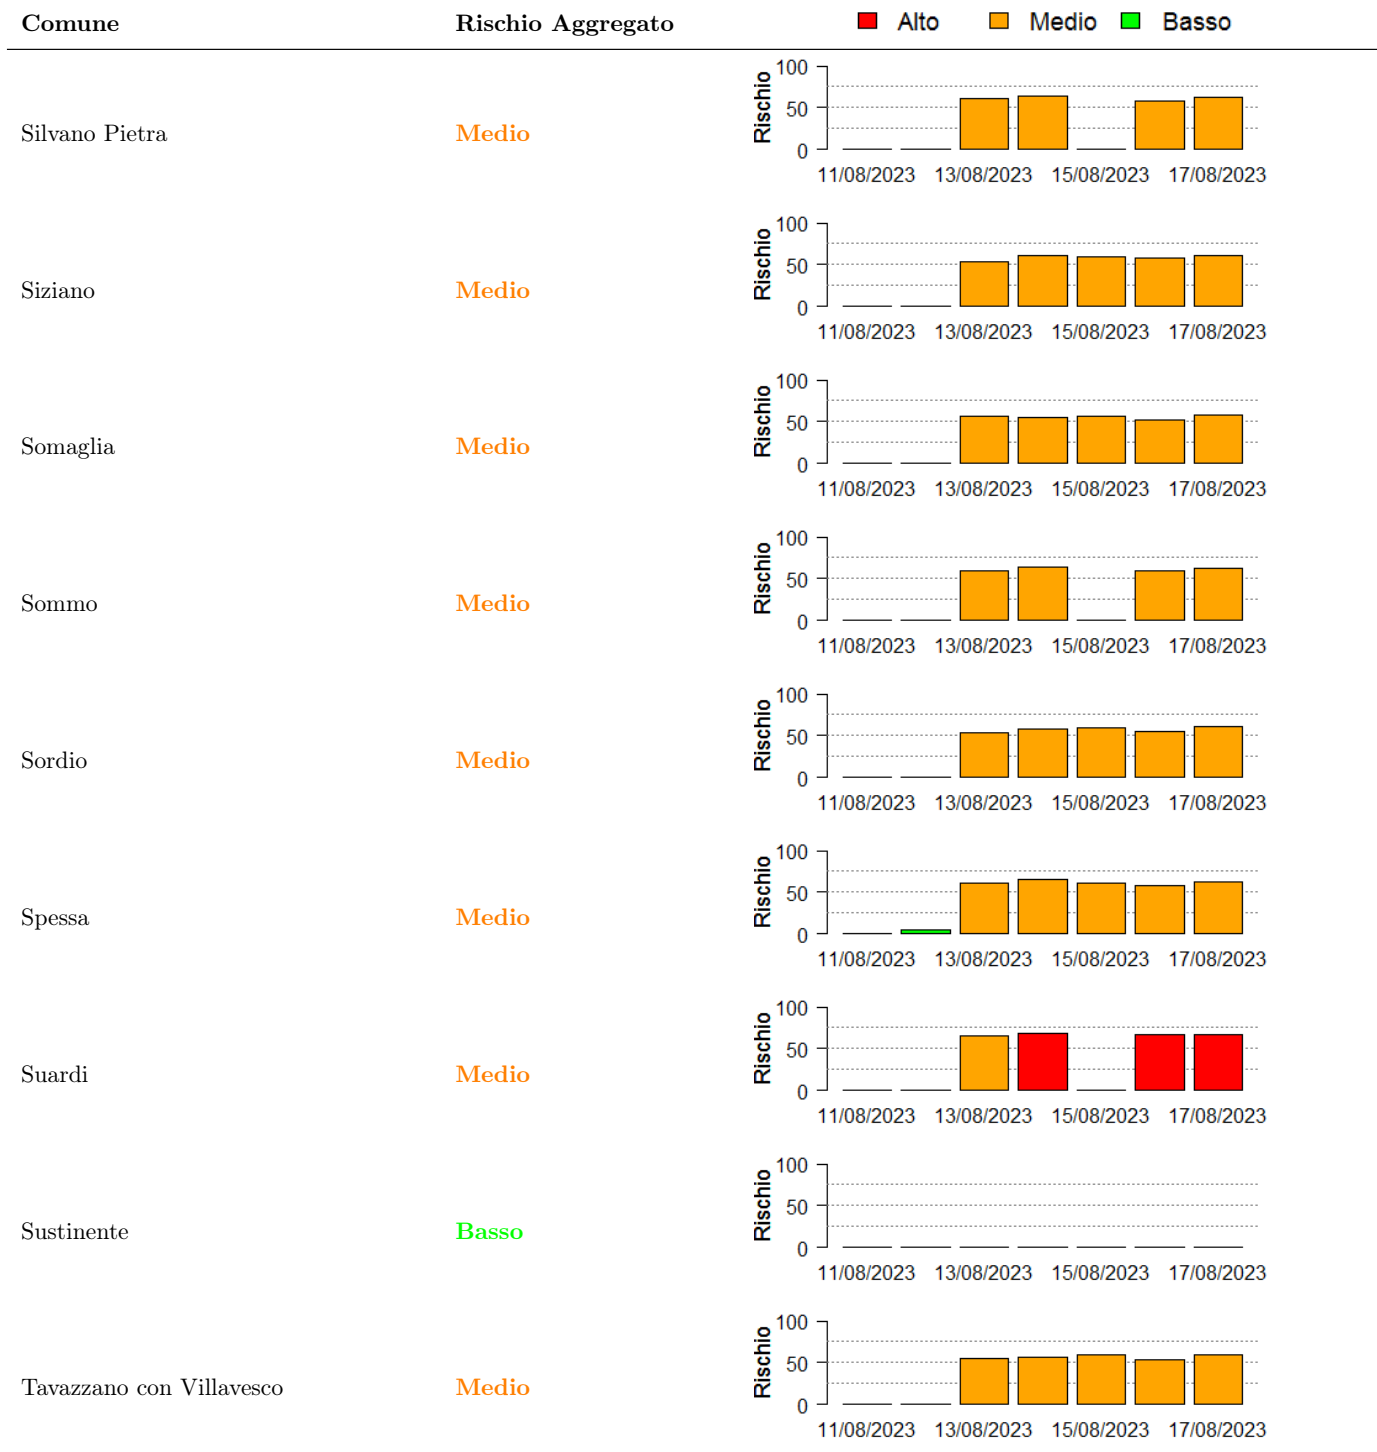 Comune Rischio Aggregato Alto Medio Basso
100
50
0
Rischio
Silvano Pietra Medio
11/08/2023 13/08/2023 15/08/2023 17/08/2023
100
50
0
Rischio
Siziano Medio
11/08/2023 13/08/2023 15/08/2023 17/08/2023
100
50
0
Rischio
Somaglia Medio
11/08/2023 13/08/2023 15/08/2023 17/08/2023
100
50
0
Rischio
Sommo Medio
11/08/2023 13/08/2023 15/08/2023 17/08/2023
100
50
0
Rischio
Sordio Medio
11/08/2023 13/08/2023 15/08/2023 17/08/2023
100
50
0
Rischio
Spessa Medio
11/08/2023 13/08/2023 15/08/2023 17/08/2023
100
50
0
Rischio
Suardi Medio
11/08/2023 13/08/2023 15/08/2023 17/08/2023
100
50
0
Rischio
Sustinente Basso
11/08/2023 13/08/2023 15/08/2023 17/08/2023
100
50
0
Rischio
Tavazzano con Villavesco Medio
11/08/2023 13/08/2023 15/08/2023 17/08/2023